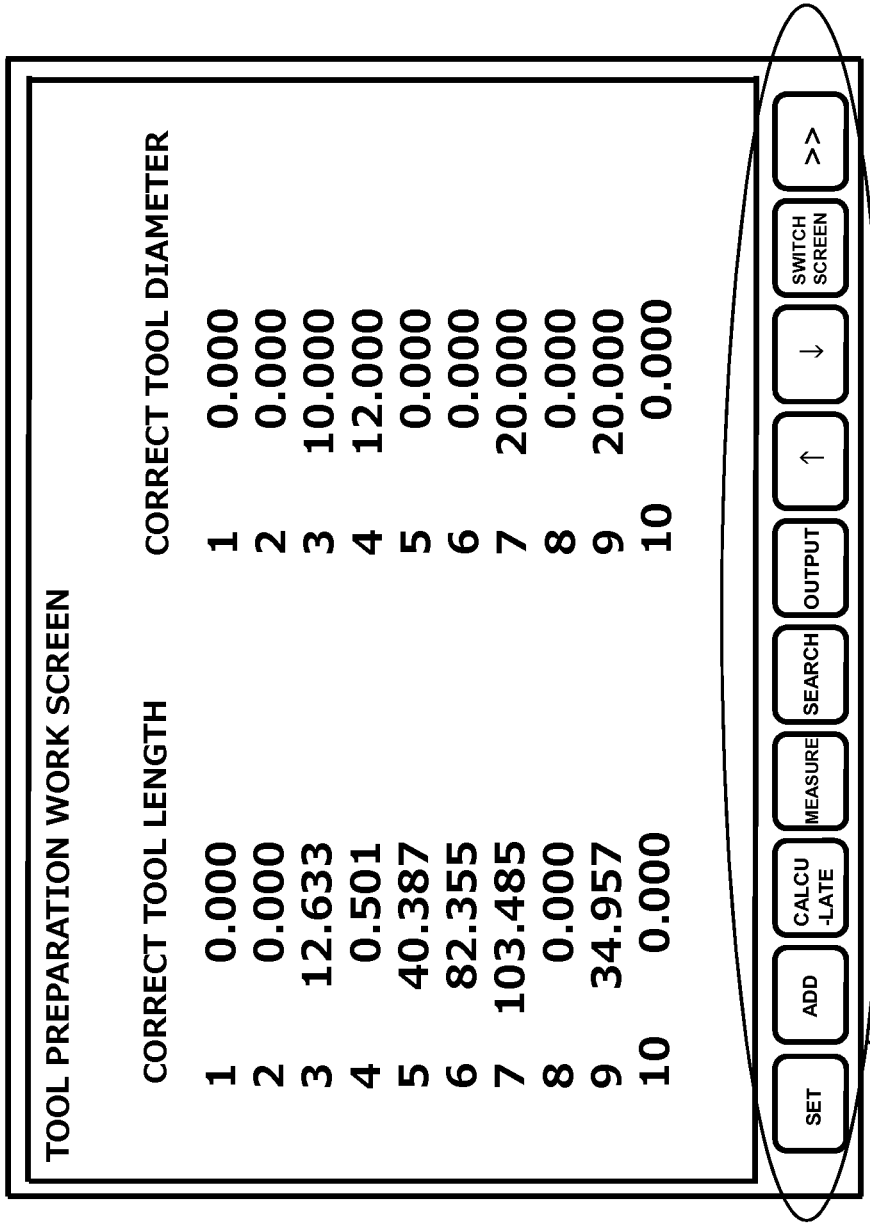 TOOL PREPARATION WORK SCREEN
CORRECT TOOL LENGTH CORRECT TOOL DIAMETER
1 0.000 1 0.000
2 0.000 2 0.000
3 12.633 3 10.000
4 0.501 4 12.000
5 40.387 5 0.000
6 82.355 6 0.000
7 103.485 7 20.000
8 0.000 8 0.000
9 34.957 9 20.000
10 0.000 10 0.000
SET
ADD
CALCU
-LATE
MEASURE
SEARCH
OUTPUT
↑
↓
SWITCH
SCREEN
>>